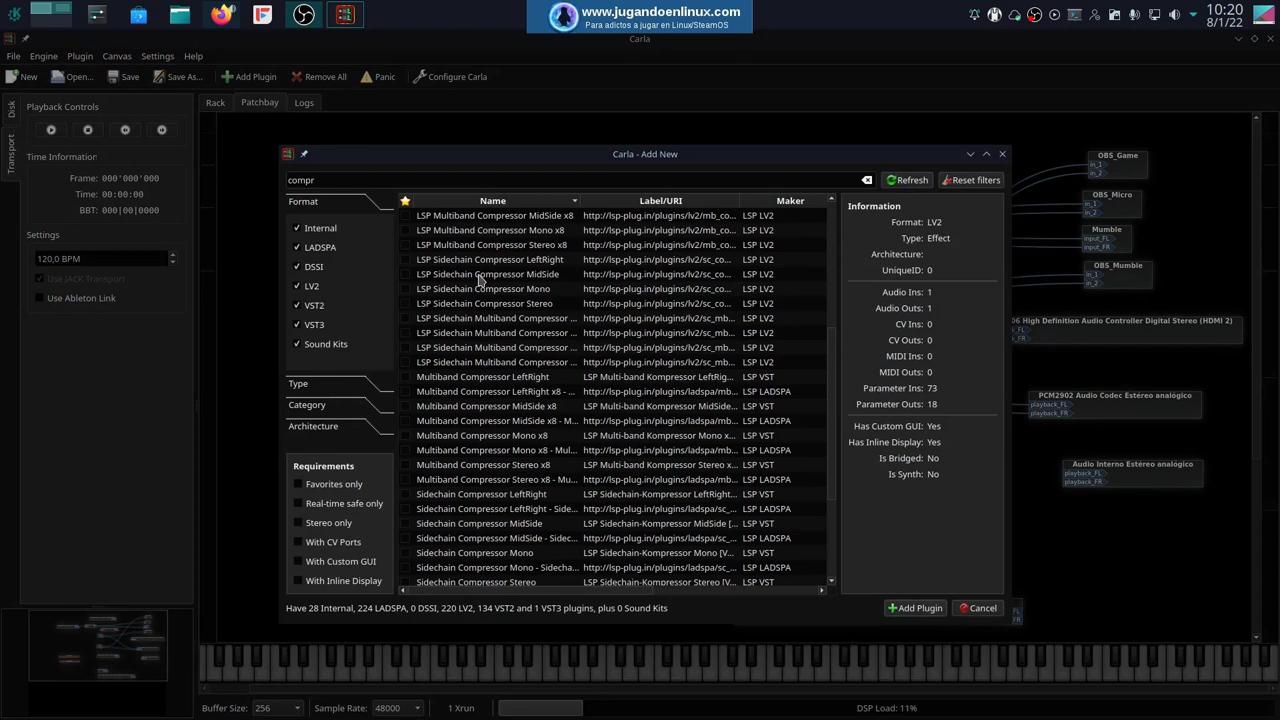 www.jugandoenlinux.com
Para adictos a jugar en Linux/SteamOS
10:20
8/1/22
Carla
File Engine Plugin Canvas Settings Help
New Open... Save Save As... Add Plugin Remove All Panic Configure Carla
Disk
Transport
Playback Controls
Time Information
Frame: 000'000'000
Time: 00:00:00
BBT: 000|00|0000
Settings
120,0 BPM
Use JACK Transport
Use Ableton Link
Rack Patchbay Logs
Carla - Add New
compr
Refresh Reset filters
Format
Internal
LADSPA
DSSI
LV2
VST2
VST3
Sound Kits
Type
Category
Architecture
Requirements
Favorites only
Real-time safe only
Stereo only
With CV Ports
With Custom GUI
With Inline Display
Name Label/URI Maker
LSP Multiband Compressor MidSide x8 http://lsp-plug.in/plugins/lv2/mb_co... LSP LV2
LSP Multiband Compressor Mono x8 http://lsp-plug.in/plugins/lv2/mb_co... LSP LV2
LSP Multiband Compressor Stereo x8 http://lsp-plug.in/plugins/lv2/mb_co... LSP LV2
LSP Sidechain Compressor LeftRight http://lsp-plug.in/plugins/lv2/sc_co... LSP LV2
LSP Sidechain Compressor MidSide http://lsp-plug.in/plugins/lv2/sc_co... LSP LV2
LSP Sidechain Compressor Mono http://lsp-plug.in/plugins/lv2/sc_co... LSP LV2
LSP Sidechain Compressor Stereo http://lsp-plug.in/plugins/lv2/sc_co... LSP LV2
LSP Sidechain Multiband Compressor ... http://lsp-plug.in/plugins/lv2/sc_mb... LSP LV2
LSP Sidechain Multiband Compressor ... http://lsp-plug.in/plugins/lv2/sc_mb... LSP LV2
LSP Sidechain Multiband Compressor ... http://lsp-plug.in/plugins/lv2/sc_mb... LSP LV2
LSP Sidechain Multiband Compressor ... http://lsp-plug.in/plugins/lv2/sc_mb... LSP LV2
Multiband Compressor LeftRight LSP Multi-band Kompressor LeftRig... LSP VST
Multiband Compressor LeftRight x8 - ... http://lsp-plug.in/plugins/ladspa/mb... LSP LADSPA
Multiband Compressor MidSide x8 LSP Multi-band Kompressor MidSide... LSP VST
Multiband Compressor MidSide x8 - M... http://lsp-plug.in/plugins/ladspa/mb... LSP LADSPA
Multiband Compressor Mono x8 LSP Multi-band Kompressor Mono x... LSP VST
Multiband Compressor Mono x8 - Mul... http://lsp-plug.in/plugins/ladspa/mb... LSP LADSPA
Multiband Compressor Stereo x8 LSP Multi-band Kompressor Stereo x... LSP VST
Multiband Compressor Stereo x8 - Mu... http://lsp-plug.in/plugins/ladspa/mb... LSP LADSPA
Sidechain Compressor LeftRight LSP Sidechain-Kompressor LeftRight... LSP VST
Sidechain Compressor LeftRight - Side... http://lsp-plug.in/plugins/ladspa/sc_... LSP LADSPA
Sidechain Compressor MidSide LSP Sidechain-Kompressor MidSide [... LSP VST
Sidechain Compressor MidSide - Sidec... http://lsp-plug.in/plugins/ladspa/sc_... LSP LADSPA
Sidechain Compressor Mono LSP Sidechain-Kompressor Mono [V... LSP VST
Sidechain Compressor Mono - Sidecha... http://lsp-plug.in/plugins/ladspa/sc_... LSP LADSPA
Sidechain Compressor Stereo LSP Sidechain-Kompressor Stereo [V... LSP VST
Information
Format: LV2
Type: Effect
Architecture:
UniqueID: 0
Audio Ins: 1
Audio Outs: 1
CV Ins: 0
CV Outs: 0
MIDI Ins: 0
MIDI Outs: 0
Parameter Ins: 73
Parameter Outs: 18
Has Custom GUI: Yes
Has Inline Display: Yes
Is Bridged: No
Is Synth: No
Have 28 Internal, 224 LADSPA, 0 DSSI, 220 LV2, 134 VST2 and 1 VST3 plugins, plus 0 Sound Kits
Add Plugin Cancel
OBS_Game
in_1
in_2
OBS_Micro
in_1
in_2
Mumble
input_FL
input_FR
OBS_Mumble
in_1
in_2
06 High Definition Audio Controller Digital Stereo (HDMI 2)
PCM2902 Audio Codec Estéreo analógico
playback_FL
playback_FR
Audio Interno Estéreo analógico
playback_FL
playback_FR
FL
FR
Buffer Size: 256 Sample Rate: 48000 1 Xrun DSP Load: 11%